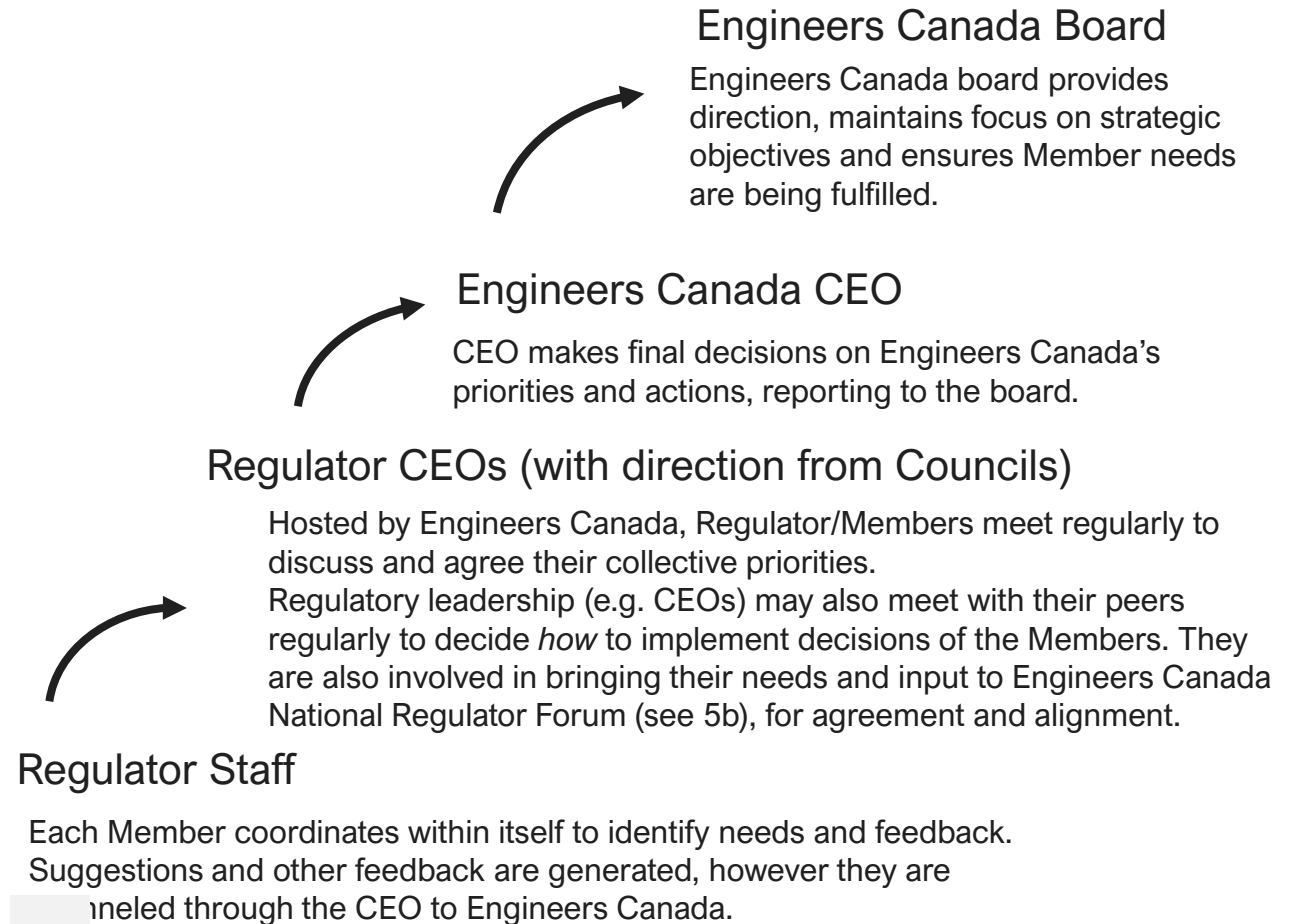 Engineers Canada Board
Engineers Canada board provides
direction, maintains focus on strategic
objectives and ensures Member needs
are being fulfilled.
Engineers Canada CEO
CEO makes final decisions on Engineers Canada's
priorities and actions, reporting to the board.
Regulator CEOs (with direction from Councils)
Hosted by Engineers Canada, Regulator/Members meet regularly to
discuss and agree their collective priorities.
Regulatory leadership (e.g. CEOs) may also meet with their peers
regularly to decide how to implement decisions of the Members. They
are also involved in bringing their needs and input to Engineers Canada
National Regulator Forum (see 5b), for agreement and alignment.
Regulator Staff
Each Member coordinates within itself to identify needs and feedback.
Suggestions and other feedback are generated, however they are
through the CEO to Engineers Canada.